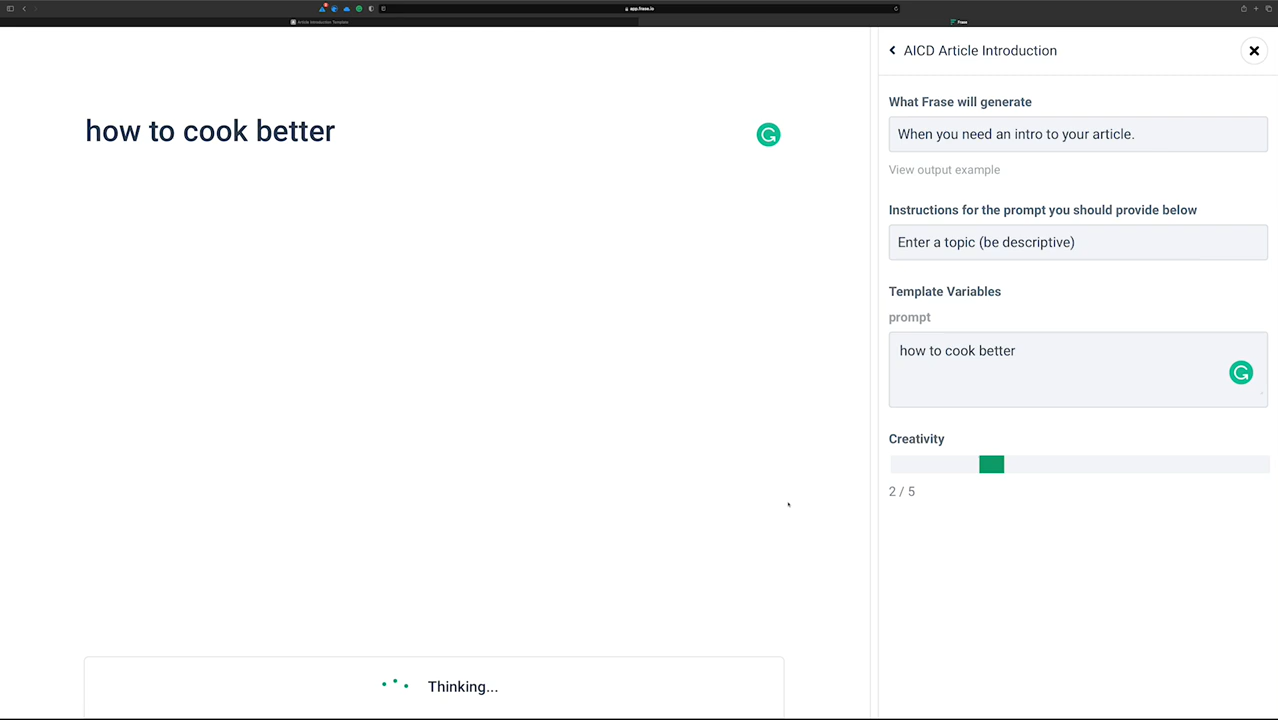 app.frase.io
Article Introduction Template
Frase
how to cook better
Thinking...
AICD Article Introduction
What Frase will generate
When you need an intro to your article.
View output example
Instructions for the prompt you should provide below
Enter a topic (be descriptive)
Template Variables
prompt
how to cook better
Creativity
2 / 5